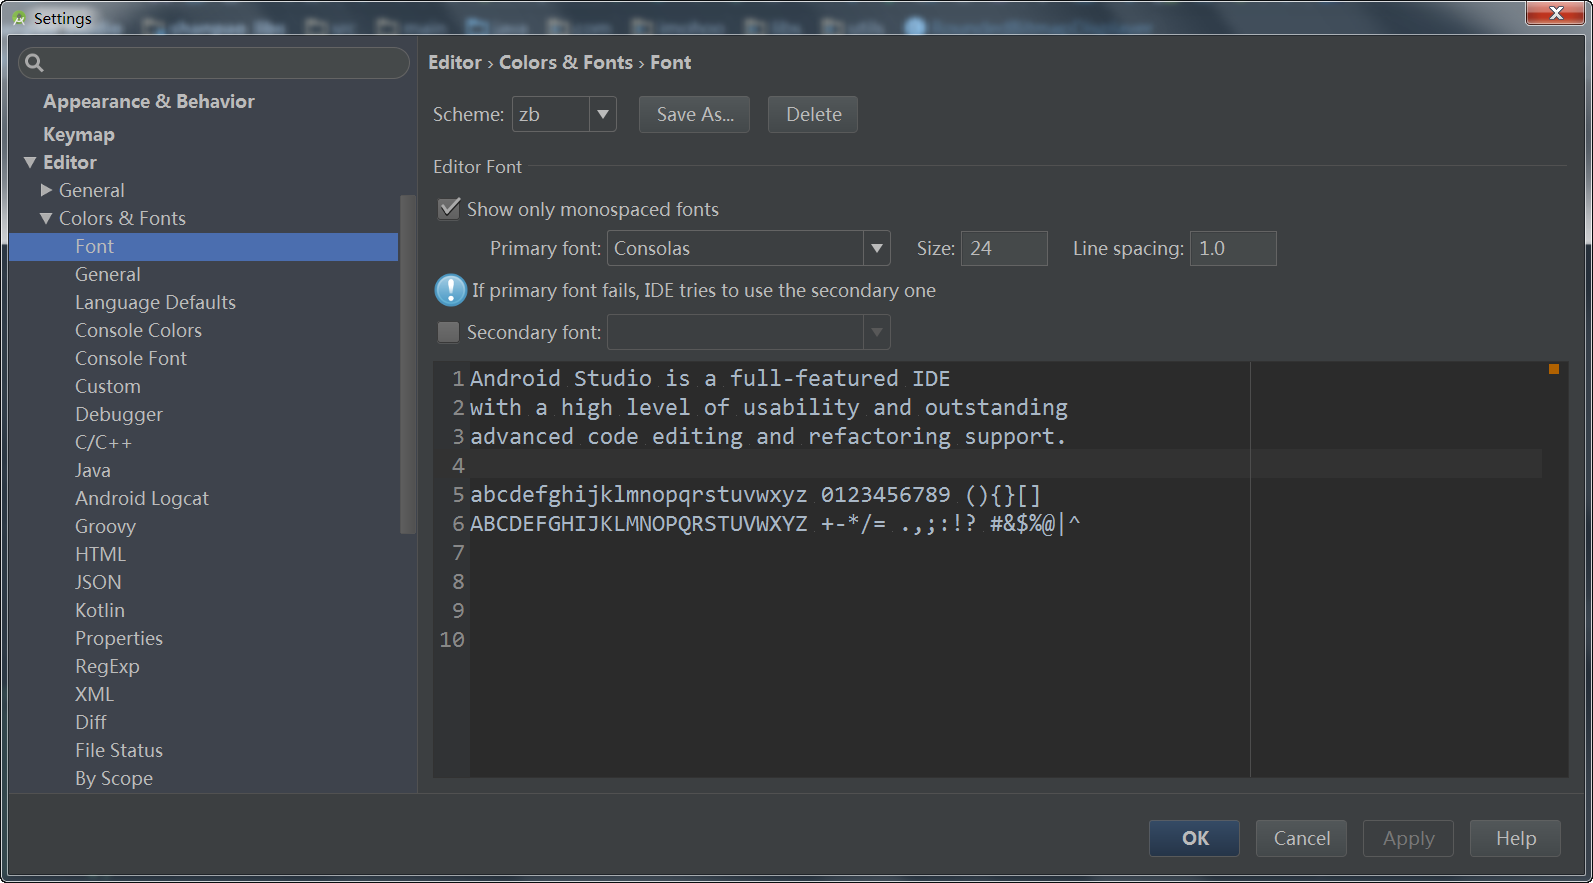 Settings
Appearance & Behavior
Keymap
Editor
General
Colors & Fonts
Font
General
Language Defaults
Console Colors
Console Font
Custom
Debugger
C/C++
Java
Android Logcat
Groovy
HTML
JSON
Kotlin
Properties
RegExp
XML
Diff
File Status
By Scope
Editor › Colors & Fonts › Font
Scheme: zb Save As... Delete
Editor Font
Show only monospaced fonts
Primary font: Consolas Size: 24 Line spacing: 1.0
If primary font fails, IDE tries to use the secondary one
Secondary font:
1 Android Studio is a full-featured IDE
2 with a high level of usability and outstanding
3 advanced code editing and refactoring support.
4
5 abcdefghijklmnopqrstuvwxyz 0123456789 (){}[]
6 ABCDEFGHIJKLMNOPQRSTUVWXYZ +-*/= .,;:!? #&$%@|^
7
8
9
10
OK Cancel Apply Help